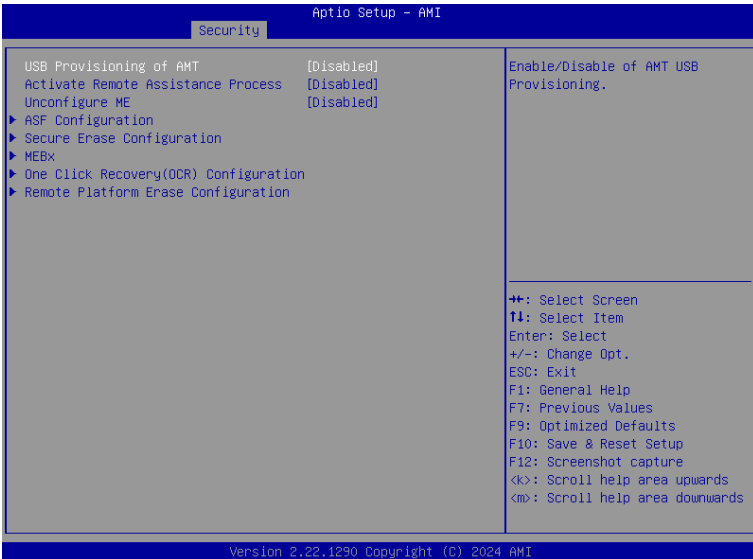 Aptio Setup – AMI
Security
USB Provisioning of AMT [Disabled]
Activate Remote Assistance Process [Disabled]
Unconfigure ME [Disabled]
ASF Configuration
Secure Erase Configuration
MEBx
One Click Recovery(OCR) Configuration
Remote Platform Erase Configuration
Enable/Disable of AMT USB
Provisioning.
→←: Select Screen
↑↓: Select Item
Enter: Select
+/-: Change Opt.
ESC: Exit
F1: General Help
F7: Previous Values
F9: Optimized Defaults
F10: Save & Reset Setup
F12: Screenshot capture
<k>: Scroll help area upwards
<m>: Scroll help area downwards
Version 2.22.1290 Copyright (C) 2024 AMI